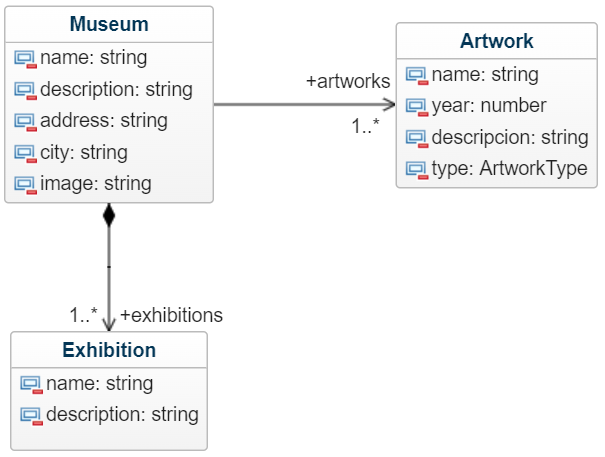 Museum
name: string
description: string
address: string
city: string
image: string
+artworks
1..*
Artwork
name: string
year: number
descripcion: string
type: ArtworkType
1..* +exhibitions
Exhibition
name: string
description: string